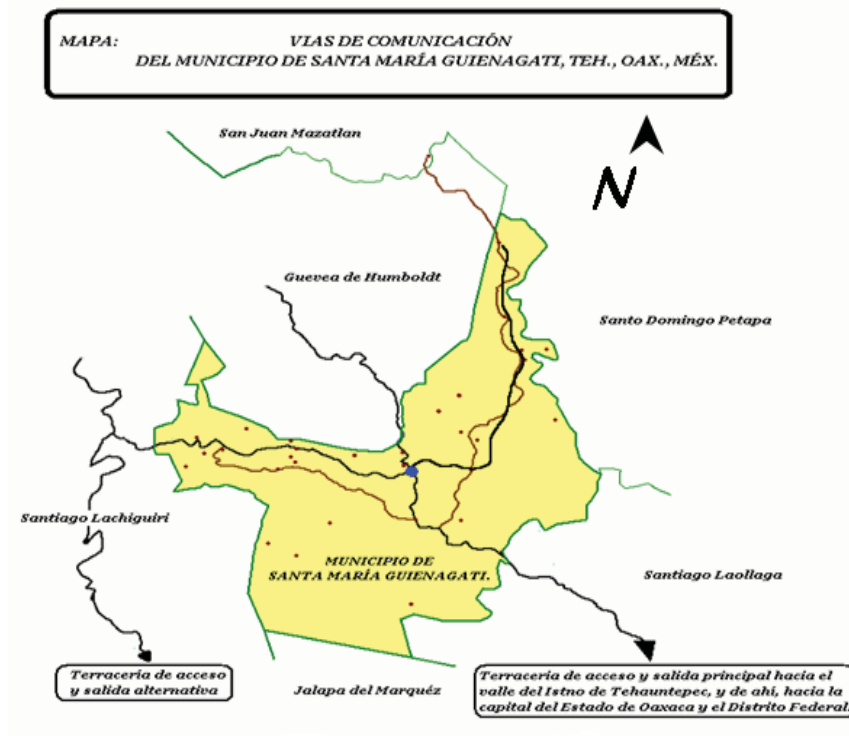 MAPA: VIAS DE COMUNICACIÓN
DEL MUNICIPIO DE SANTA MARÍA GUIENAGATI, TEH., OAX., MÉX.
San Juan Mazatlan
N
Guevea de Humboldt
Santo Domingo Petapa
Santiago Lachiguiri
MUNICIPIO DE
SANTA MARÍA GUIENAGATI.
Santiago Laollaga
Terracería de acceso
y salida alternativa
Jalapa del Marquéz
Terracería de acceso y salida principal hacia el
valle del Istno de Tehauntepec, y de ahí, hacia la
capital del Estado de Oaxaca y el Distrito Federal.